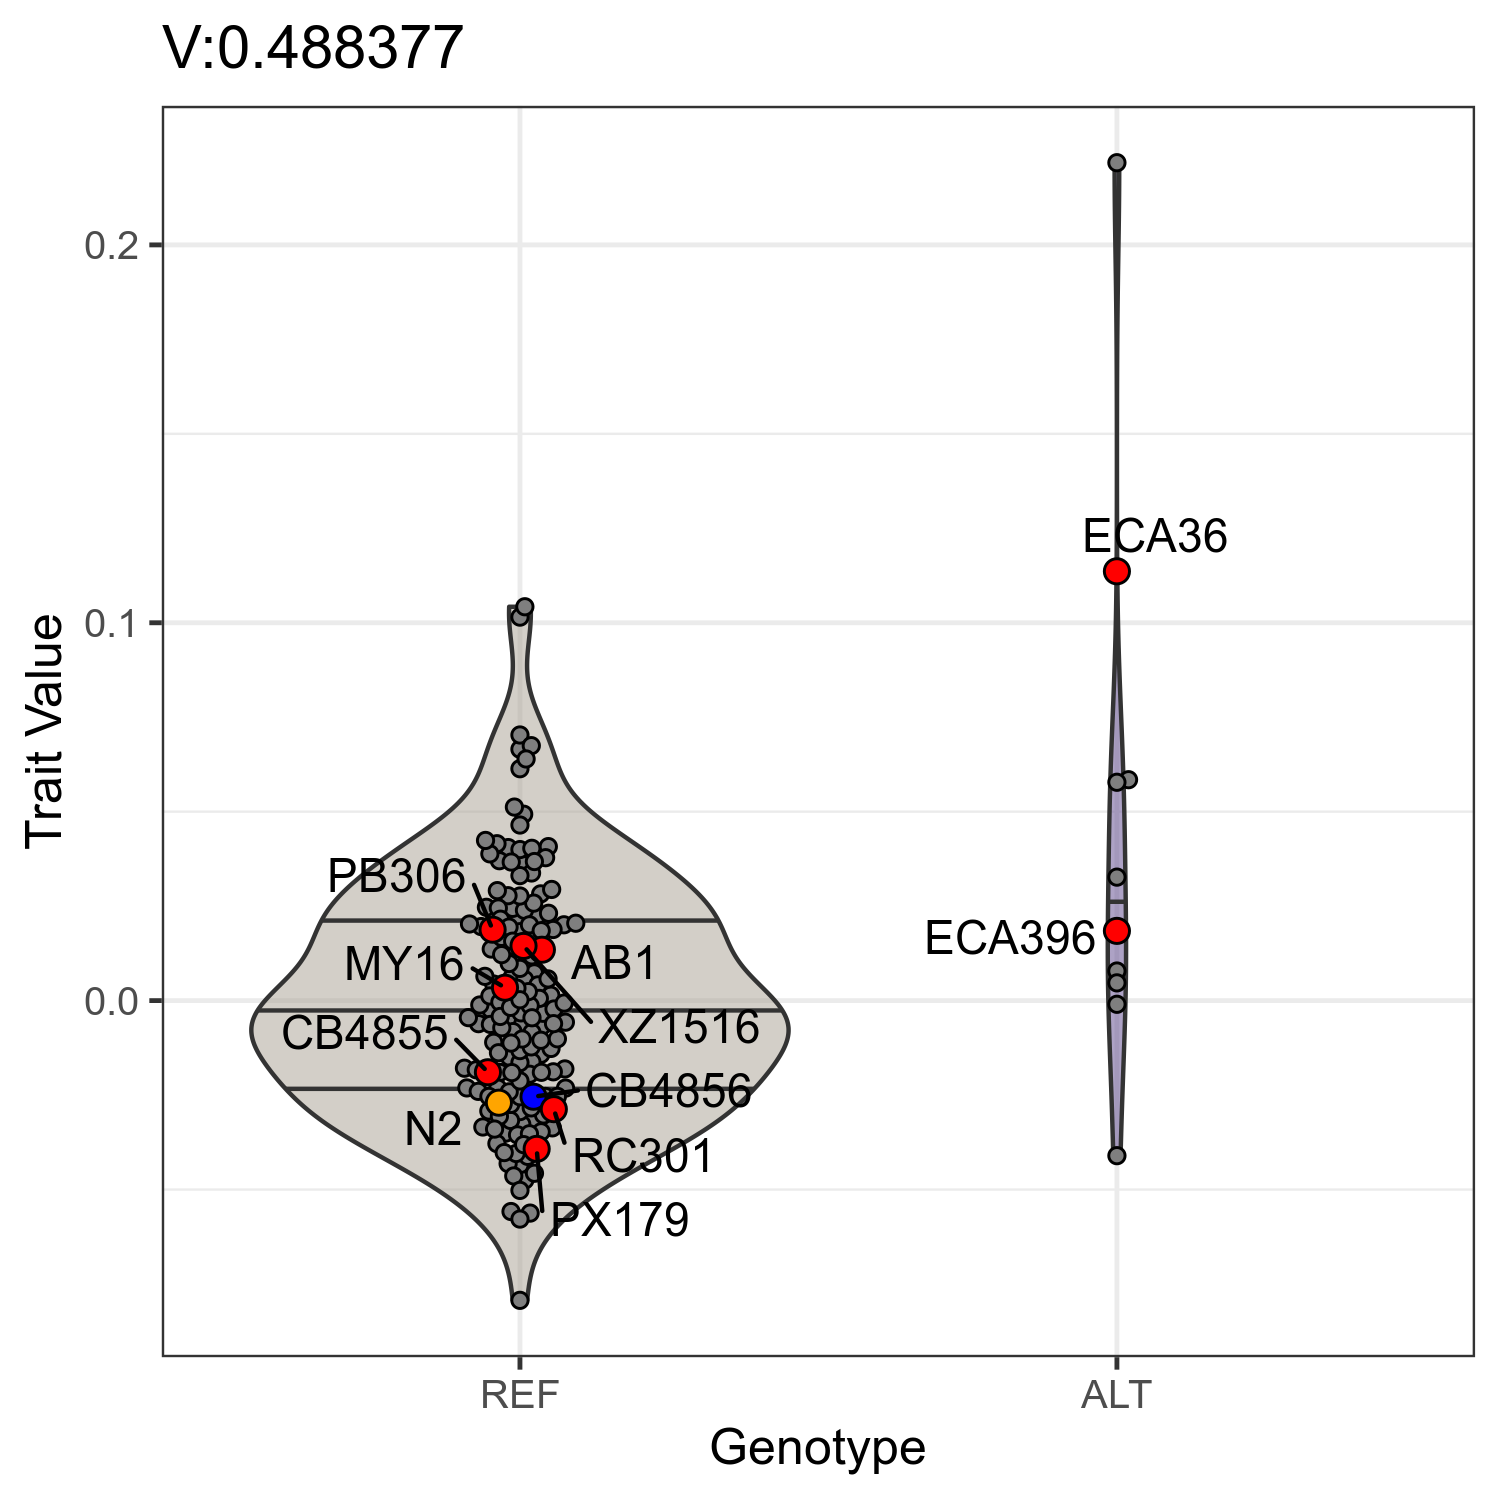 V:0.488377
Trait Value
0.2
0.1
0.0
ECA36
PB306
MY16
AB1
ECA396
CB4855
XZ1516
CB4856
N2
RC301
PX179
REF
ALT
Genotype